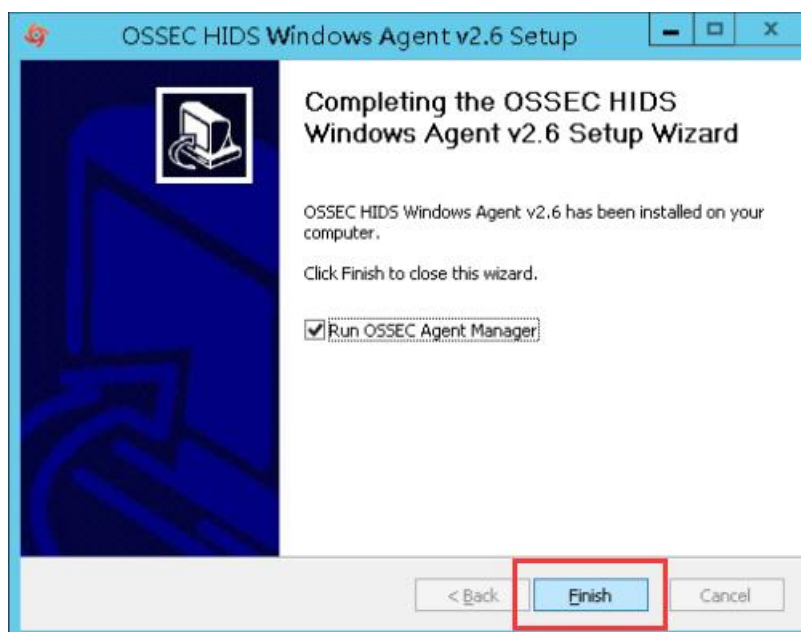 OSSEC HIDS Windows Agent v2.6 Setup
Completing the OSSEC HIDS
Windows Agent v2.6 Setup Wizard
OSSEC HIDS Windows Agent v2.6 has been installed on your
computer.
Click Finish to close this wizard.
Run OSSEC Agent Manager
< Back
Finish
Cancel